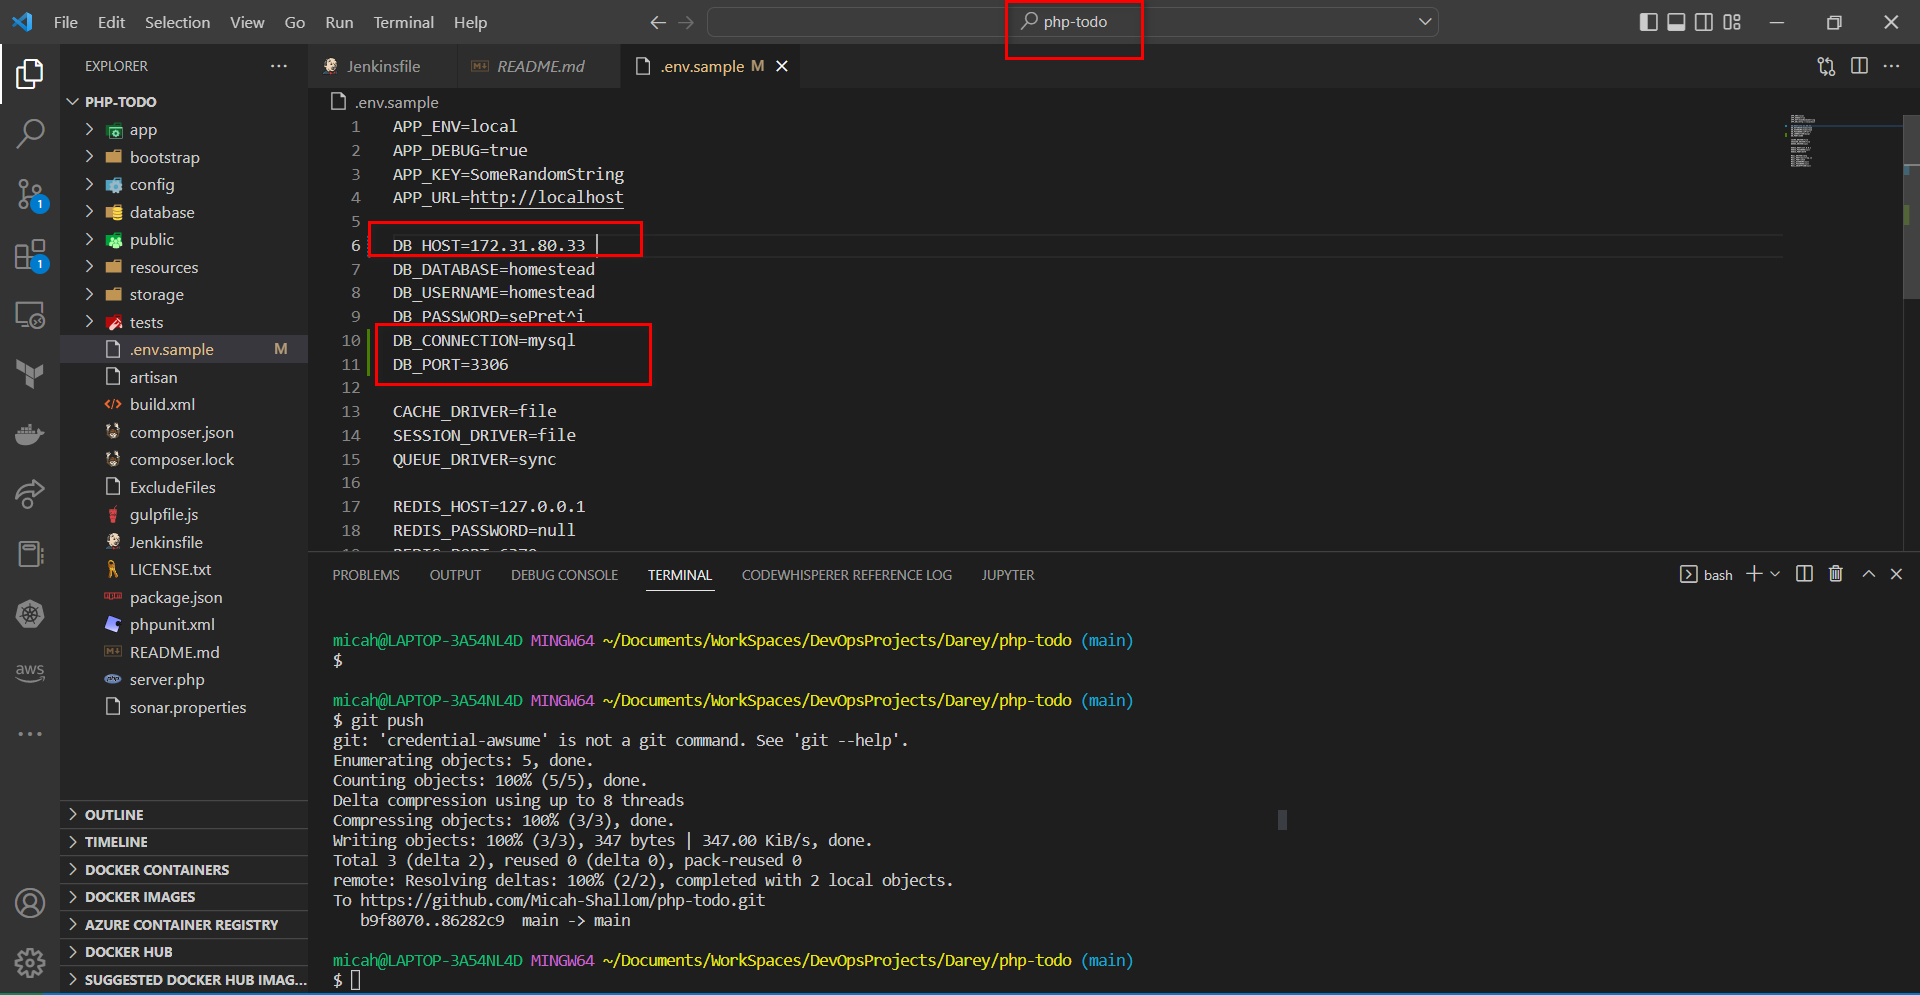 File Edit Selection View Go Run Terminal Help
php-todo
EXPLORER
PHP-TODO
app
bootstrap
config
database
public
resources
storage
tests
.env.sample M
artisan
build.xml
composer.json
composer.lock
ExcludeFiles
gulpfile.js
Jenkinsfile
LICENSE.txt
package.json
phpunit.xml
README.md
server.php
sonar.properties
OUTLINE
TIMELINE
DOCKER CONTAINERS
DOCKER IMAGES
AZURE CONTAINER REGISTRY
DOCKER HUB
SUGGESTED DOCKER HUB IMAG...
1
1
aws
Jenkinsfile README.md .env.sample M
.env.sample
1 APP_ENV=local
2 APP_DEBUG=true
3 APP_KEY=SomeRandomString
4 APP_URL=http://localhost
5
6 DB_HOST=172.31.80.33
7 DB_DATABASE=homestead
8 DB_USERNAME=homestead
9 DB_PASSWORD=sePret^i
10 DB_CONNECTION=mysql
11 DB_PORT=3306
12
13 CACHE_DRIVER=file
14 SESSION_DRIVER=file
15 QUEUE_DRIVER=sync
16
17 REDIS_HOST=127.0.0.1
18 REDIS_PASSWORD=null
19 REDIS_PORT=6379
PROBLEMS OUTPUT DEBUG CONSOLE TERMINAL CODEWHISPERER REFERENCE LOG JUPYTER
bash
micah@LAPTOP-3A54NL4D MINGW64 ~/Documents/WorkSpaces/DevOpsProjects/Darey/php-todo (main)
$
micah@LAPTOP-3A54NL4D MINGW64 ~/Documents/WorkSpaces/DevOpsProjects/Darey/php-todo (main)
$ git push
git: 'credential-awsume' is not a git command. See 'git --help'.
Enumerating objects: 5, done.
Counting objects: 100% (5/5), done.
Delta compression using up to 8 threads
Compressing objects: 100% (3/3), done.
Writing objects: 100% (3/3), 347 bytes | 347.00 KiB/s, done.
Total 3 (delta 2), reused 0 (delta 0), pack-reused 0
remote: Resolving deltas: 100% (2/2), completed with 2 local objects.
To https://github.com/Micah-Shallom/php-todo.git
b9f8070..86282c9 main -> main
micah@LAPTOP-3A54NL4D MINGW64 ~/Documents/WorkSpaces/DevOpsProjects/Darey/php-todo (main)
$